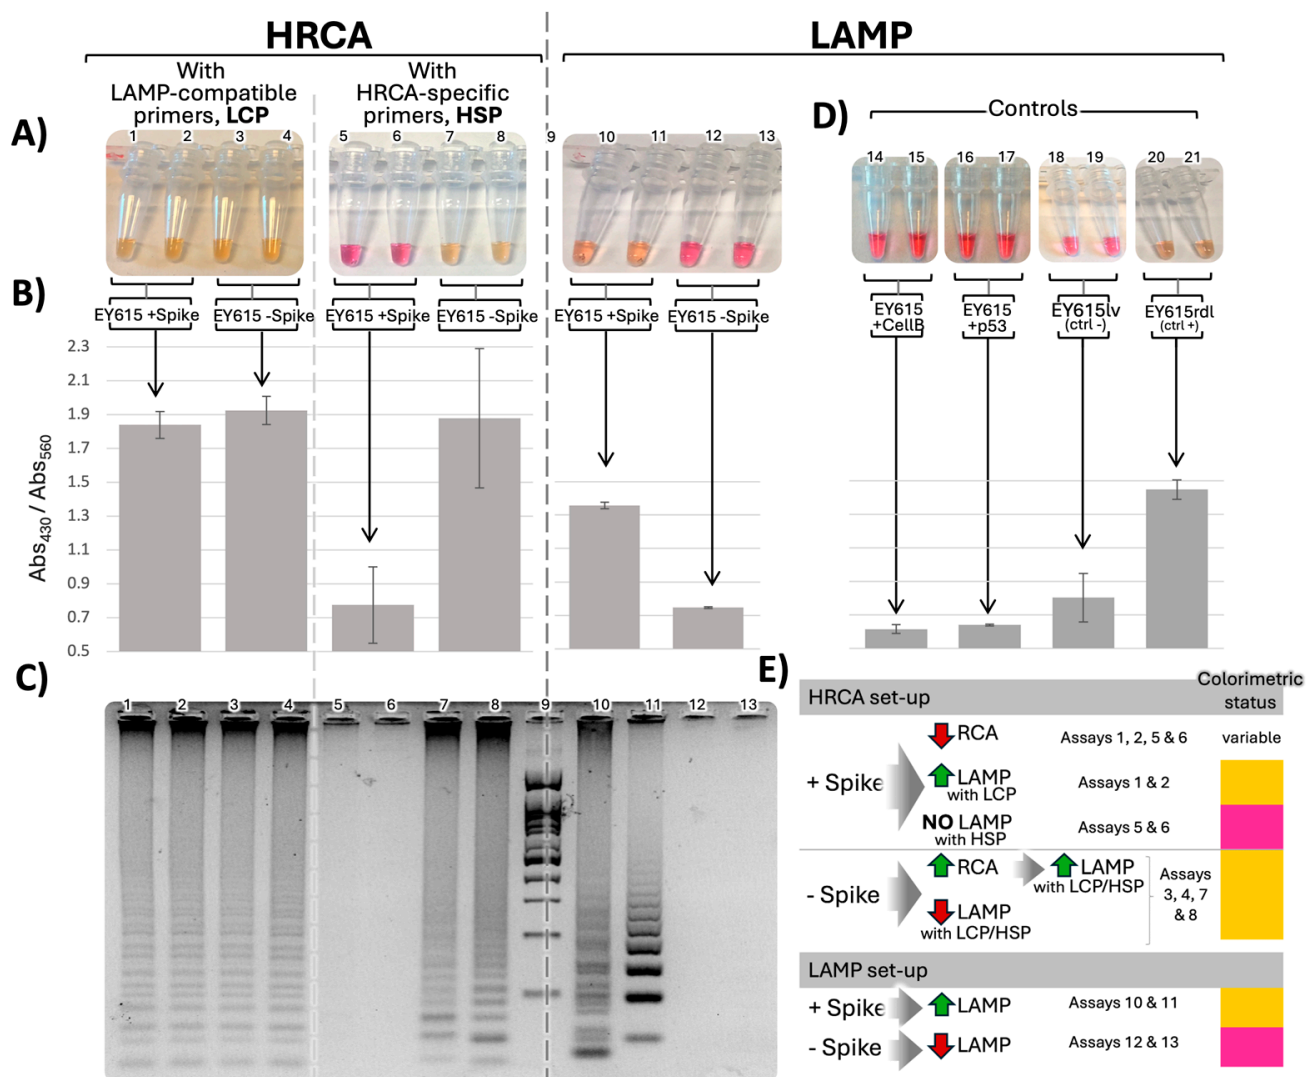 HRCA
LAMP
With
LAMP-compatible
primers, LCP
With
HRCA-specific
primers, HSP
A)
1 2 3 4 5 6 7 8 9 10 11 12 13
D)
Controls
14 15 16 17 18 19 20 21
B)
EY615 +Spike
EY615 -Spike
EY615 +Spike
EY615 -Spike
EY615 +Spike
EY615 -Spike
EY615
+CellB
EY615
+p53
EY615lv
(ctrl -)
EY615rdl
(ctrl +)
Abs430 / Abs560
2.3
2.1
1.9
1.7
1.5
1.3
1.1
0.9
0.7
0.5
C)
1 2 3 4 5 6 7 8 9 10 11 12 13
E)
HRCA set-up
Colorimetric
status
+ Spike
RCA
Assays 1, 2, 5 & 6
variable
LAMP
with LCP
Assays 1 & 2
NO LAMP
with HSP
Assays 5 & 6
- Spike
RCA
LAMP
with LCP/HSP
LAMP
with LCP/HSP
Assays
3, 4, 7
& 8
LAMP set-up
+ Spike
LAMP
Assays 10 & 11
- Spike
LAMP
Assays 12 & 13